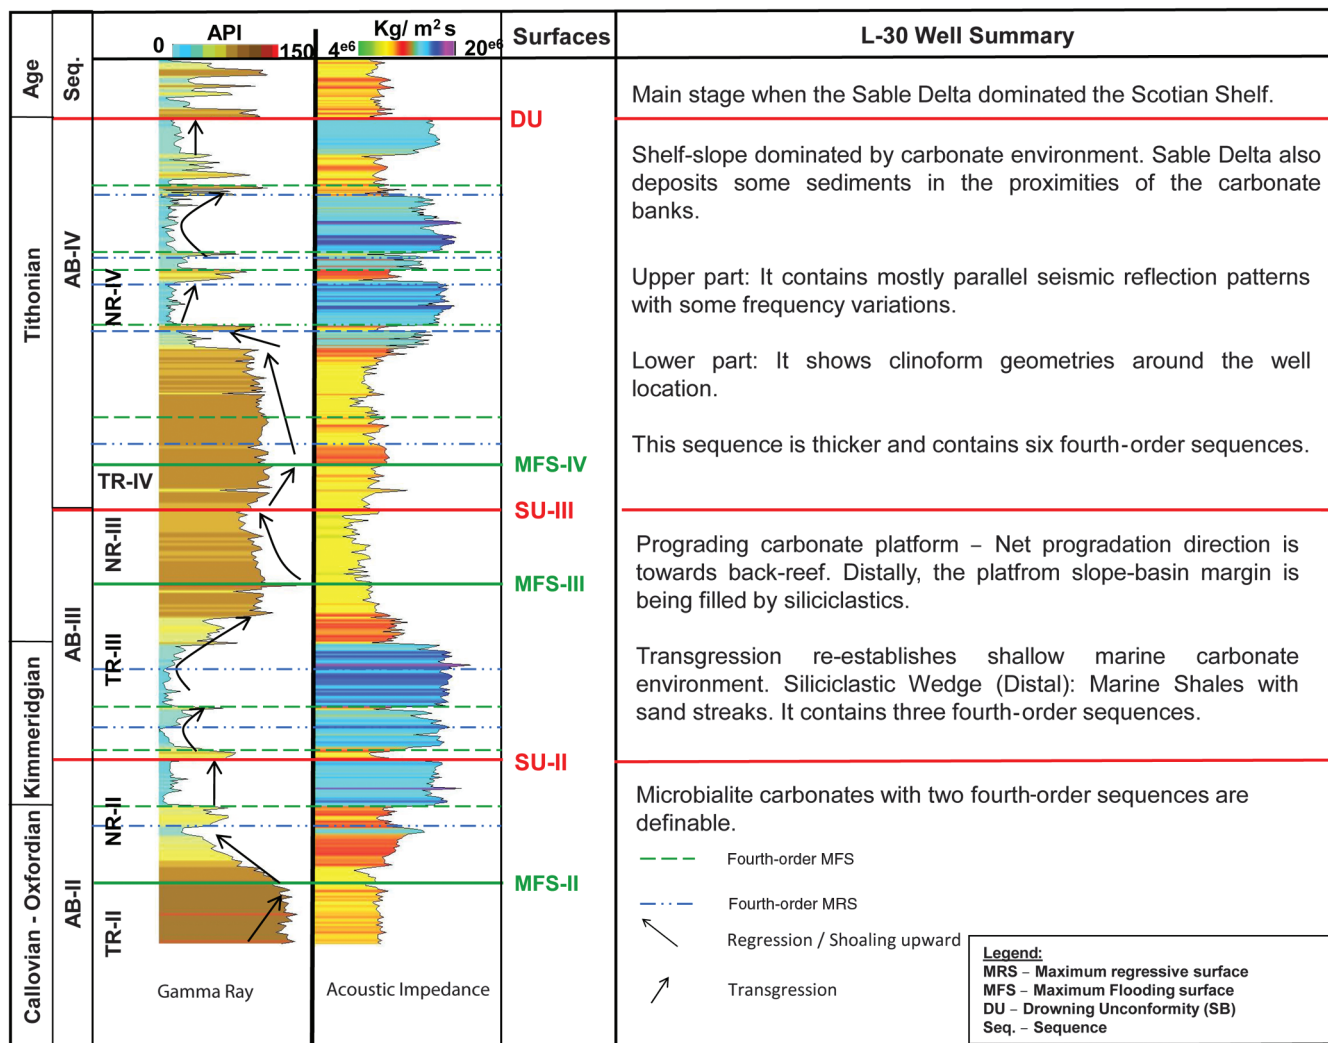 Age
Seq.
API
0
150
Kg/ m² s
4e⁶
20e⁶
Surfaces
L-30 Well Summary
Tithonian
Kimmeridgian
Callovian - Oxfordian
AB-IV
AB-III
AB-II
NR-IV
TR-IV
NR-III
TR-III
NR-II
TR-II
DU
MFS-IV
SU-III
MFS-III
SU-II
MFS-II
Gamma Ray
Acoustic Impedance
Main stage when the Sable Delta dominated the Scotian Shelf.
Shelf-slope dominated by carbonate environment. Sable Delta also
deposits some sediments in the proximities of the carbonate
banks.
Upper part: It contains mostly parallel seismic reflection patterns
with some frequency variations.
Lower part: It shows clinoform geometries around the well
location.
This sequence is thicker and contains six fourth-order sequences.
Prograding carbonate platform – Net progradation direction is
towards back-reef. Distally, the platfrom slope-basin margin is
being filled by siliciclastics.
Transgression re-establishes shallow marine carbonate
environment. Siliciclastic Wedge (Distal): Marine Shales with
sand streaks. It contains three fourth-order sequences.
Microbialite carbonates with two fourth-order sequences are
definable.
Fourth-order MFS
Fourth-order MRS
Regression / Shoaling upward
Transgression
Legend:
MRS – Maximum regressive surface
MFS – Maximum Flooding surface
DU – Drowning Unconformity (SB)
Seq. – Sequence